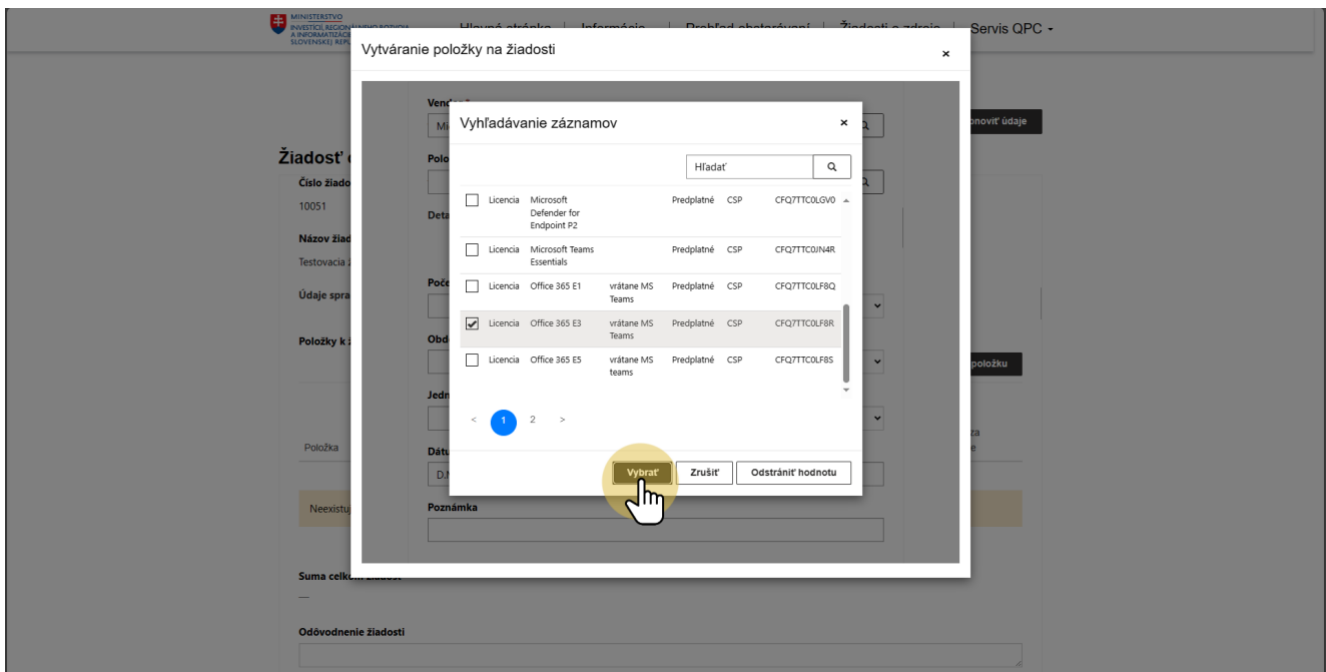 MINISTERSTVO
A INFORMATIZÁCIE
Servis QPC
Vytváranie položky na žiadosti
×
Vyhľadávanie záznamov
×
Žiadosť
Hľadať
Číslo žiado
10051
Licencia Microsoft Defender for Endpoint P2 Predplatné CSP CFQ7TTC0LGV0
Názov žiad
Testovacia
Licencia Microsoft Teams Essentials Predplatné CSP CFQ7TTC0JN4R
Údaje spra
Licencia Office 365 E1 vrátane MS Teams Predplatné CSP CFQ7TTC0LF8Q
Licencia Office 365 E3 vrátane MS Teams Predplatné CSP CFQ7TTC0LF8R
Položky k
Licencia Office 365 E5 vrátane MS teams Predplatné CSP CFQ7TTC0LF8S
položku
< 1 2 >
Položka
Vybrať Zrušiť Odstrániť hodnotu
Neexistu
Poznámka
Suma celk
—
Odôvodnenie žiadosti